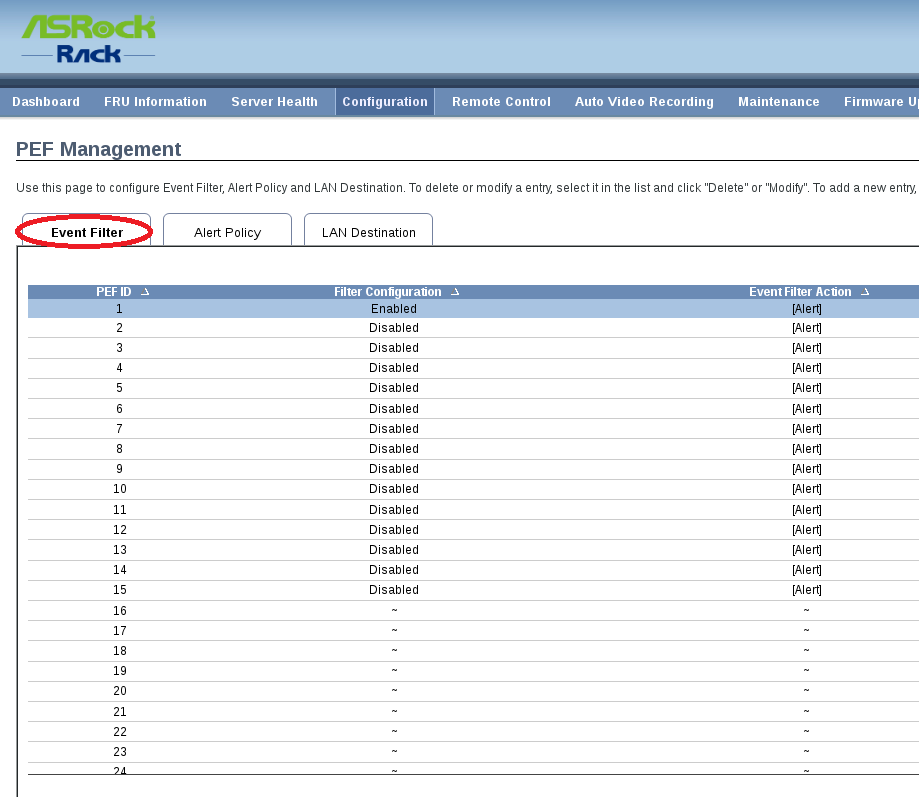 ASRock
Rack
Dashboard FRU Information Server Health Configuration Remote Control Auto Video Recording Maintenance Firmware
PEF Management
Use this page to configure Event Filter, Alert Policy and LAN Destination. To delete or modify a entry, select it in the list and click "Delete" or "Modify". To add a new entry,
Event Filter Alert Policy LAN Destination
PEF ID Filter Configuration Event Filter Action
1 Enabled [Alert]
2 Disabled [Alert]
3 Disabled [Alert]
4 Disabled [Alert]
5 Disabled [Alert]
6 Disabled [Alert]
7 Disabled [Alert]
8 Disabled [Alert]
9 Disabled [Alert]
10 Disabled [Alert]
11 Disabled [Alert]
12 Disabled [Alert]
13 Disabled [Alert]
14 Disabled [Alert]
15 Disabled [Alert]
16 ~ ~
17 ~ ~
18 ~ ~
19 ~ ~
20 ~ ~
21 ~ ~
22 ~ ~
23 ~ ~
24 ~ ~